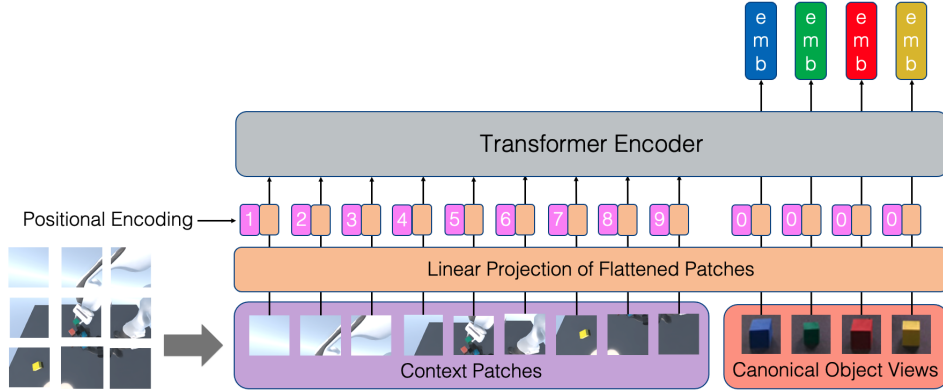 e e e e
m m m m
b b b b
Transformer Encoder
Positional Encoding 1 2 3 4 5 6 7 8 9 0 0 0 0
Linear Projection of Flattened Patches
Context Patches Canonical Object Views